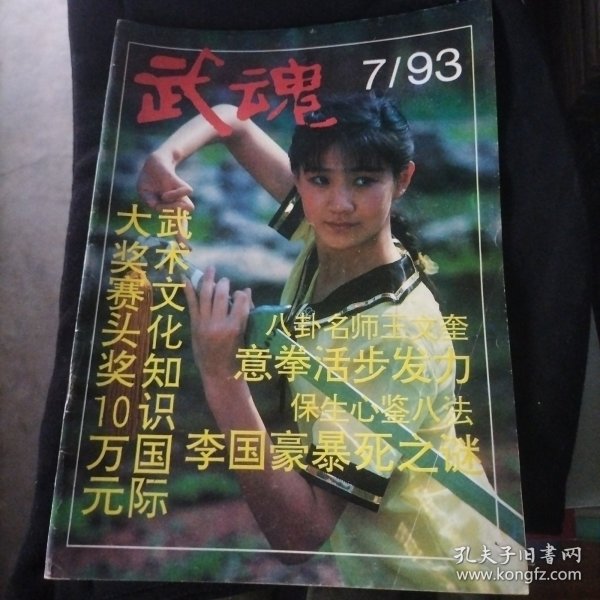 武魂
7/93
武术文化知识国际
大奖赛头奖10万元
八卦名师王文奎
意拳活步发力
保生心鉴八法
李国豪暴死之谜
孔夫子旧书网
www.kongfz.com